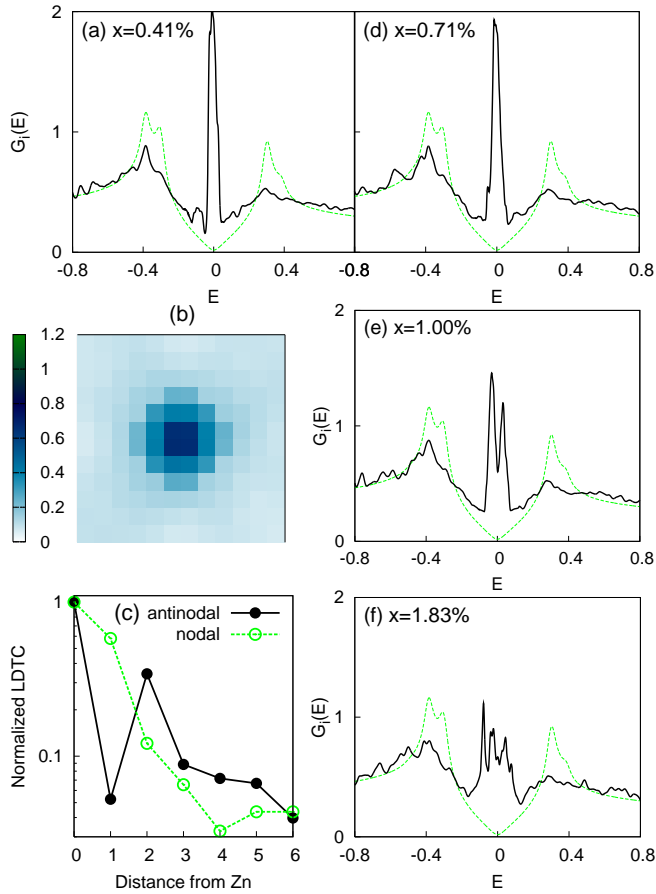 (a) x=0.41%
(d) x=0.71%
2
1
0
G_i(E)
-0.8 -0.4 0 0.4 -0.8 -0.4 0 0.4 0.8
E E
(b)
1.2
1
0.8
0.6
0.4
0.2
0
(e) x=1.00%
2
1
0
G_i(E)
-0.8 -0.4 0 0.4 0.8
E
(c)
antinodal
nodal
1
0.1
Normalized LDTC
0 1 2 3 4 5 6
Distance from Zn
(f) x=1.83%
2
1
0
G_i(E)
-0.8 -0.4 0 0.4 0.8
E